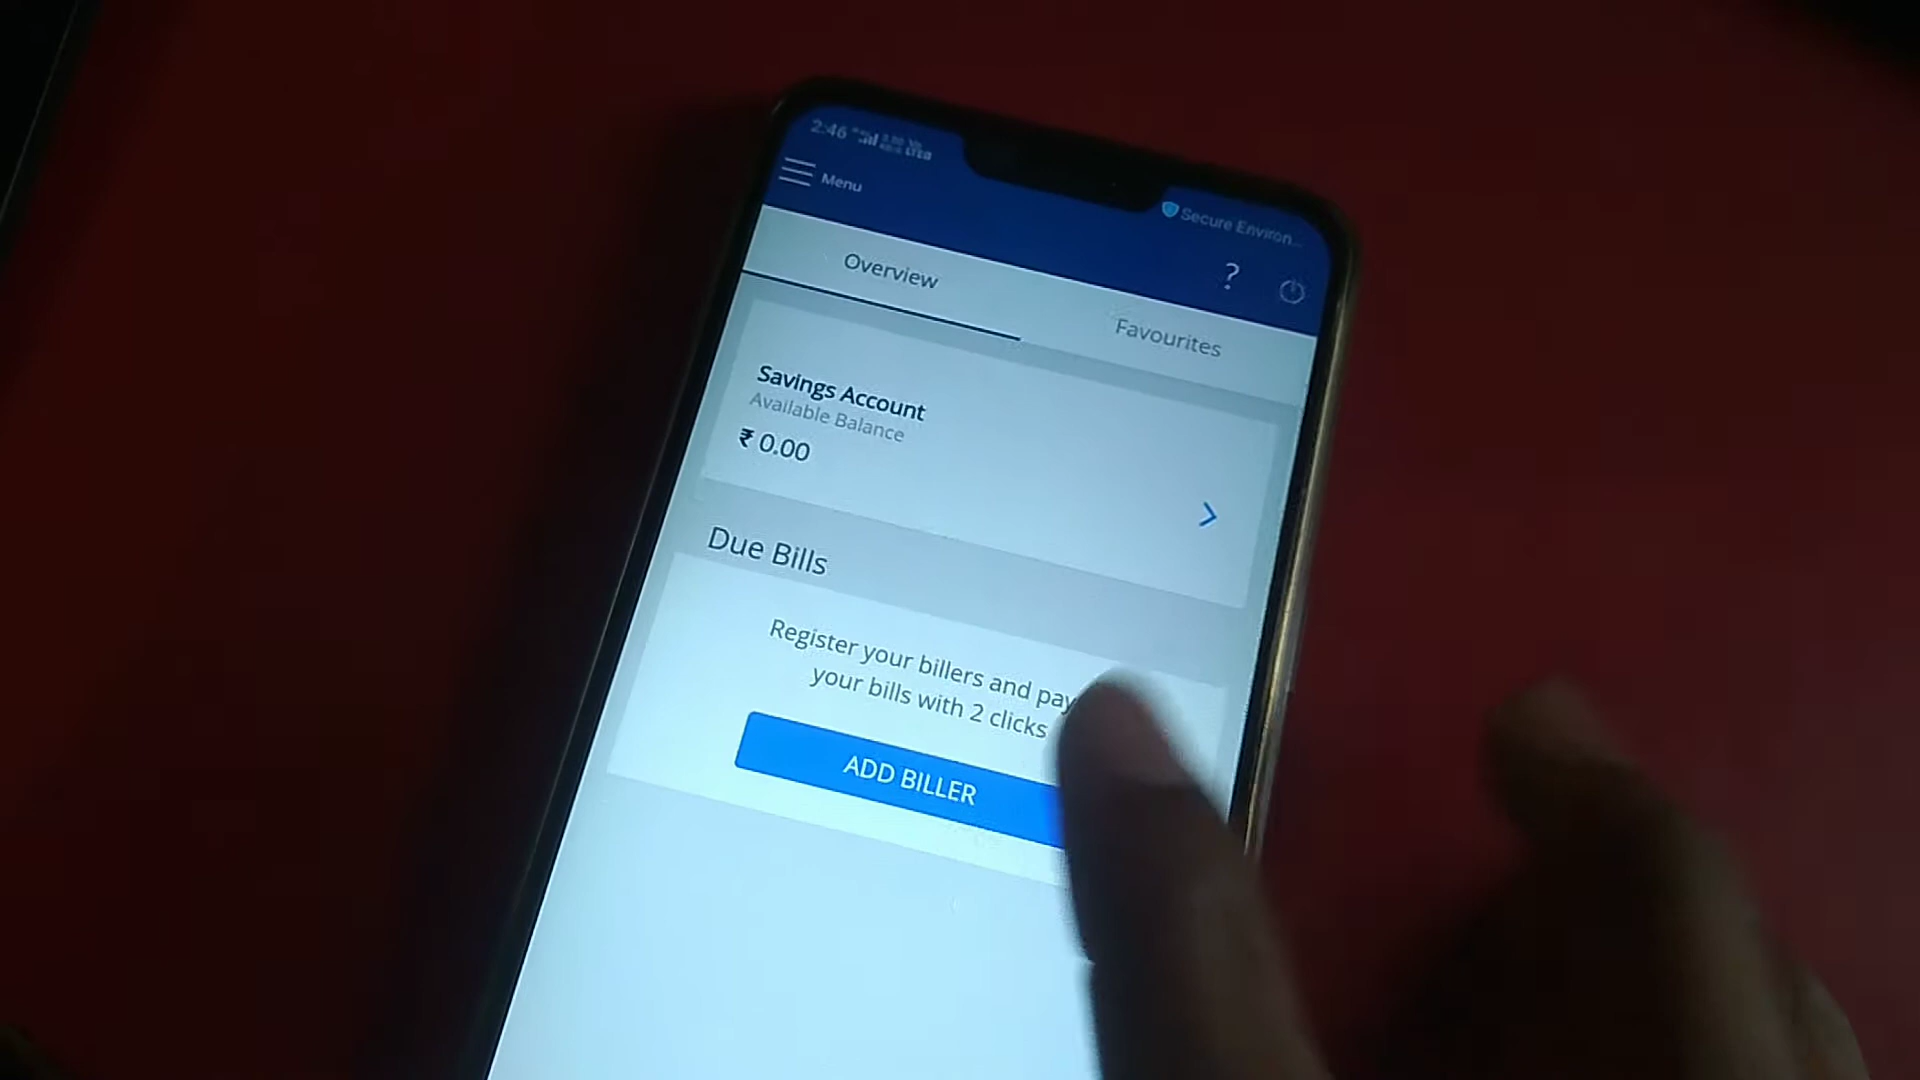 2:46
Menu
Secure Environ...
?
Overview
Favourites
Savings Account
Available Balance
₹ 0.00
Due Bills
Register your billers and pay
your bills with 2 clicks
ADD BILLER